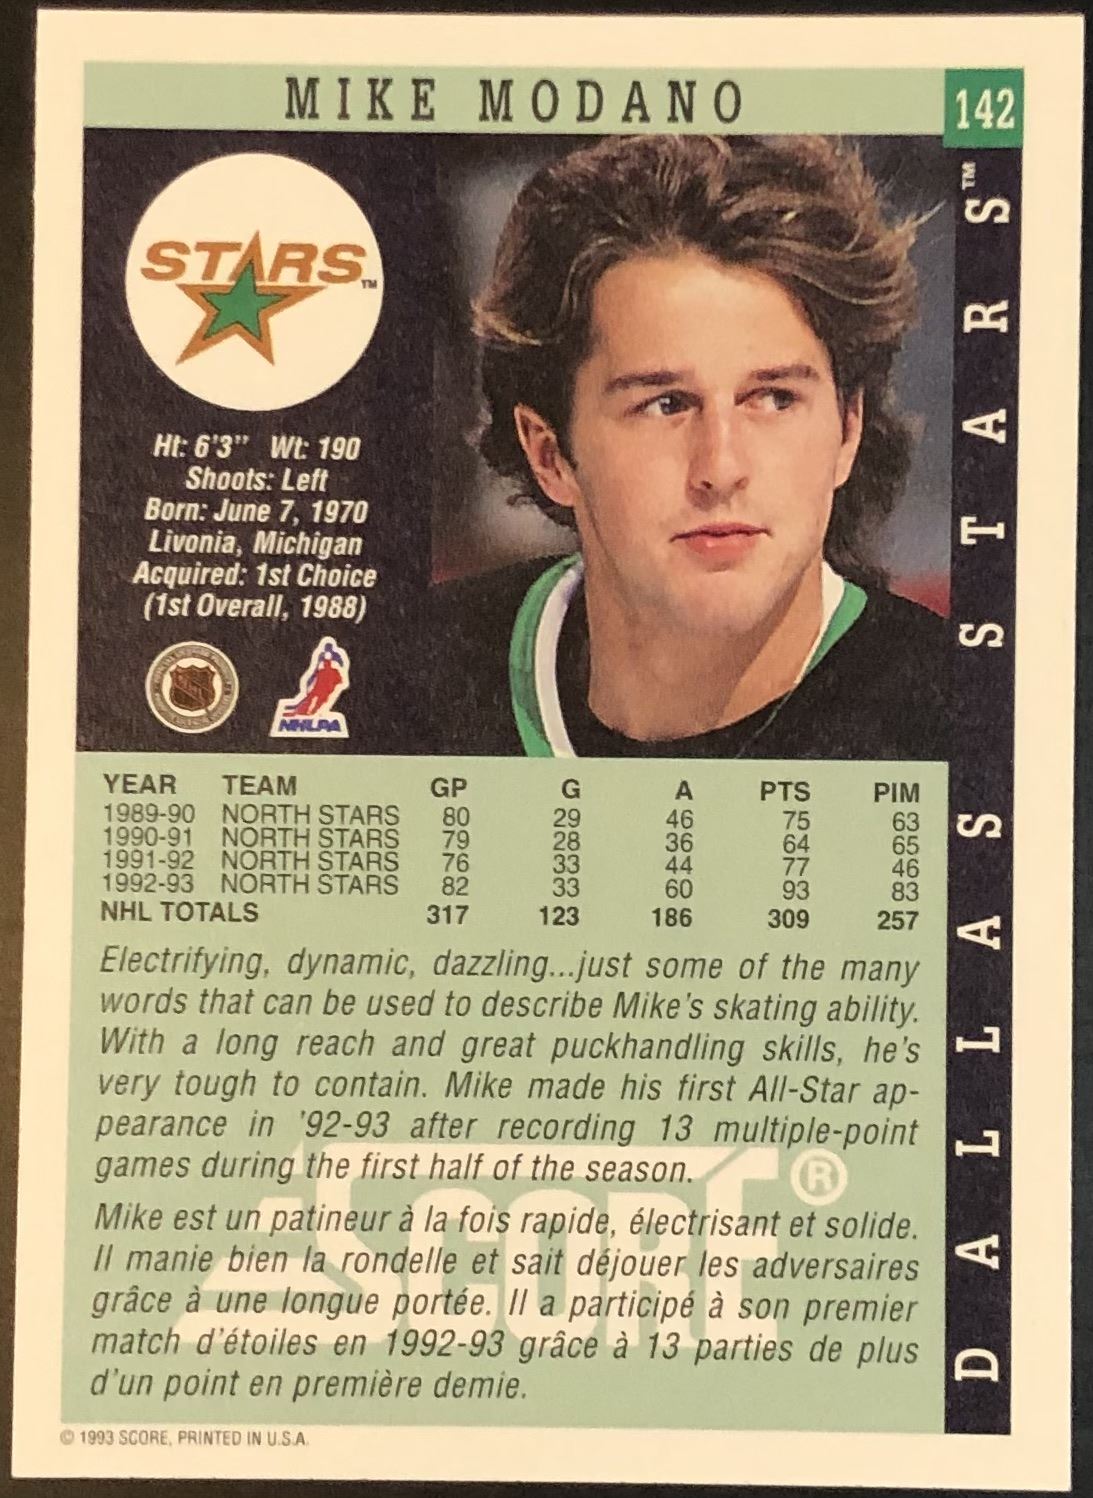 MIKE MODANO
142
STARS™
Ht: 6'3" Wt: 190
Shoots: Left
Born: June 7, 1970
Livonia, Michigan
Acquired: 1st Choice
(1st Overall, 1988)
NHL
NHLPA
DALLAS STARS™
YEAR TEAM GP G A PTS PIM
1989-90 NORTH STARS 80 29 46 75 63
1990-91 NORTH STARS 79 28 36 64 65
1991-92 NORTH STARS 76 33 44 77 46
1992-93 NORTH STARS 82 33 60 93 83
NHL TOTALS 317 123 186 309 257
Electrifying, dynamic, dazzling...just some of the many
words that can be used to describe Mike's skating ability.
With a long reach and great puckhandling skills, he's
very tough to contain. Mike made his first All-Star ap-
pearance in '92-93 after recording 13 multiple-point
games during the first half of the season.
SCORE®
Mike est un patineur à la fois rapide, électrisant et solide.
Il manie bien la rondelle et sait déjouer les adversaires
grâce à une longue portée. Il a participé à son premier
match d'étoiles en 1992-93 grâce à 13 parties de plus
d'un point en première demie.
© 1993 SCORE, PRINTED IN U.S.A.